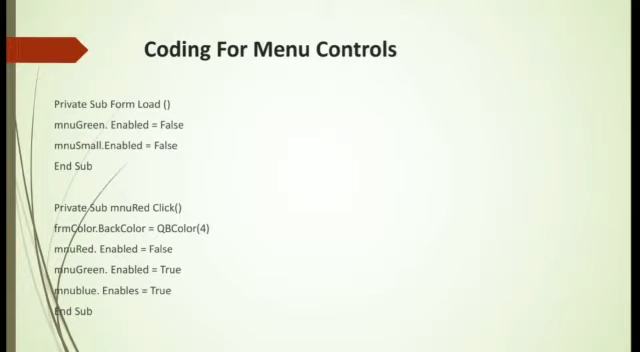 Coding For Menu Controls
Private Sub Form Load ()
mnuGreen. Enabled = False
mnuSmall.Enabled = False
End Sub
Private Sub mnuRed Click()
frmColor.BackColor = QBColor(4)
mnuRed. Enabled = False
mnuGreen. Enabled = True
mnublue. Enables = True
End Sub